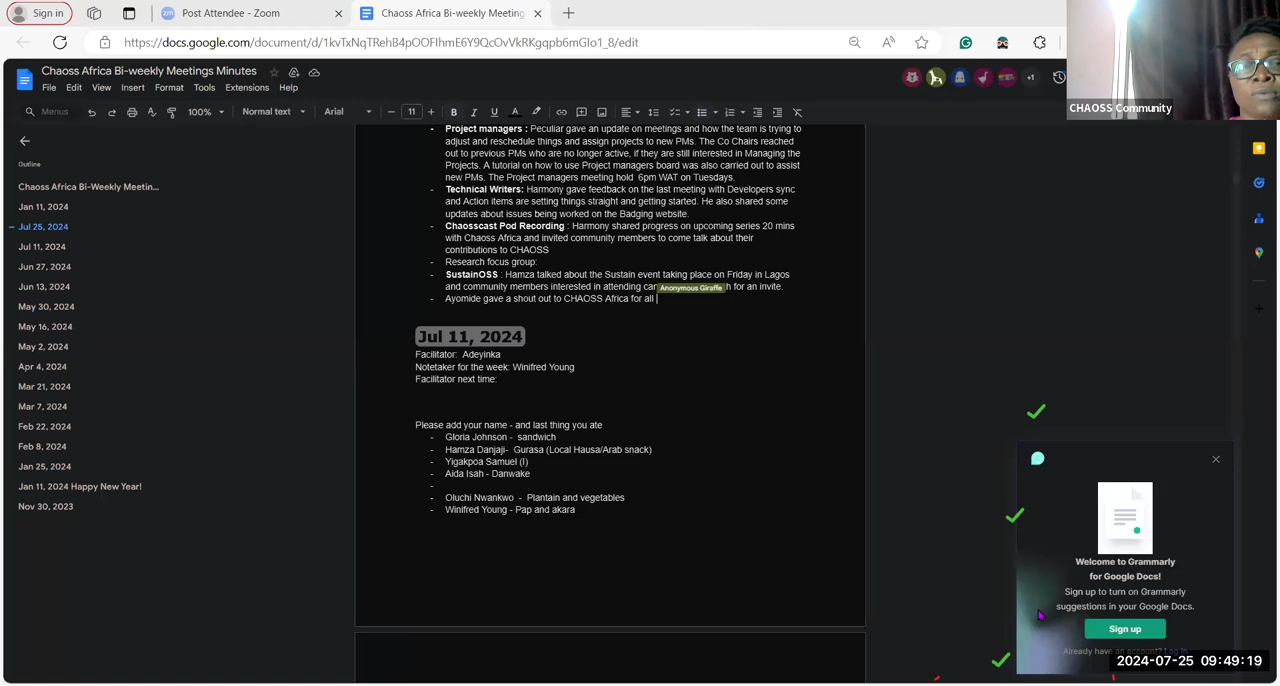 Sign in
Post Attendee - Zoom
Chaoss Africa Bi-weekly Meeting
https://docs.google.com/document/d/1kvTxNqTRehB4pOOFIhmE6Y9QcOvVkRKgqpb6mGIo1_8/edit
Chaoss Africa Bi-weekly Meetings Minutes
+1
File Edit View Insert Format Tools Extensions Help
CHAOSS Community
Menus 100% Normal text Arial 11 B I U A
Outline
Chaoss Africa Bi-Weekly Meetin...
Jan 11, 2024
Jul 25, 2024
Jul 11, 2024
Jun 27, 2024
Jun 13, 2024
May 30, 2024
May 16, 2024
May 2, 2024
Apr 4, 2024
Mar 21, 2024
Mar 7, 2024
Feb 22, 2024
Feb 8, 2024
Jan 25, 2024
Jan 11, 2024 Happy New Year!
Nov 30, 2023
- Project managers : Peculiar gave an update on meetings and how the team is trying to
adjust and reschedule things and assign projects to new PMs. The Co Chairs reached
out to previous PMs who are no longer active, if they are still interested in Managing the
Projects. A tutorial on how to use Project managers board was also carried out to assist
new PMs. The Project managers meeting hold 6pm WAT on Tuesdays.
- Technical Writers: Harmony gave feedback on the last meeting with Developers sync
and Action items are setting things straight and getting started. He also shared some
updates about issues being worked on the Badging website.
- Chaosscast Pod Recording : Harmony shared progress on upcoming series 20 mins
with Chaoss Africa and invited community members to come talk about their
contributions to CHAOSS
- Research focus group:
- SustainOSS : Hamza talked about the Sustain event taking place on Friday in Lagos
and community members interested in attending can h for an invite.
Anonymous Giraffe
- Ayomide gave a shout out to CHAOSS Africa for all
Jul 11, 2024
Facilitator: Adeyinka
Notetaker for the week: Winifred Young
Facilitator next time:
Please add your name - and last thing you ate
- Gloria Johnson - sandwich
- Hamza Danjaji- Gurasa (Local Hausa/Arab snack)
- Yigakpoa Samuel (I)
- Aida Isah - Danwake
-
- Oluchi Nwankwo - Plantain and vegetables
- Winifred Young - Pap and akara
Welcome to Grammarly
for Google Docs!
Sign up to turn on Grammarly
suggestions in your Google Docs.
Sign up
Already have an account? Log in
2024-07-25 09:49:19